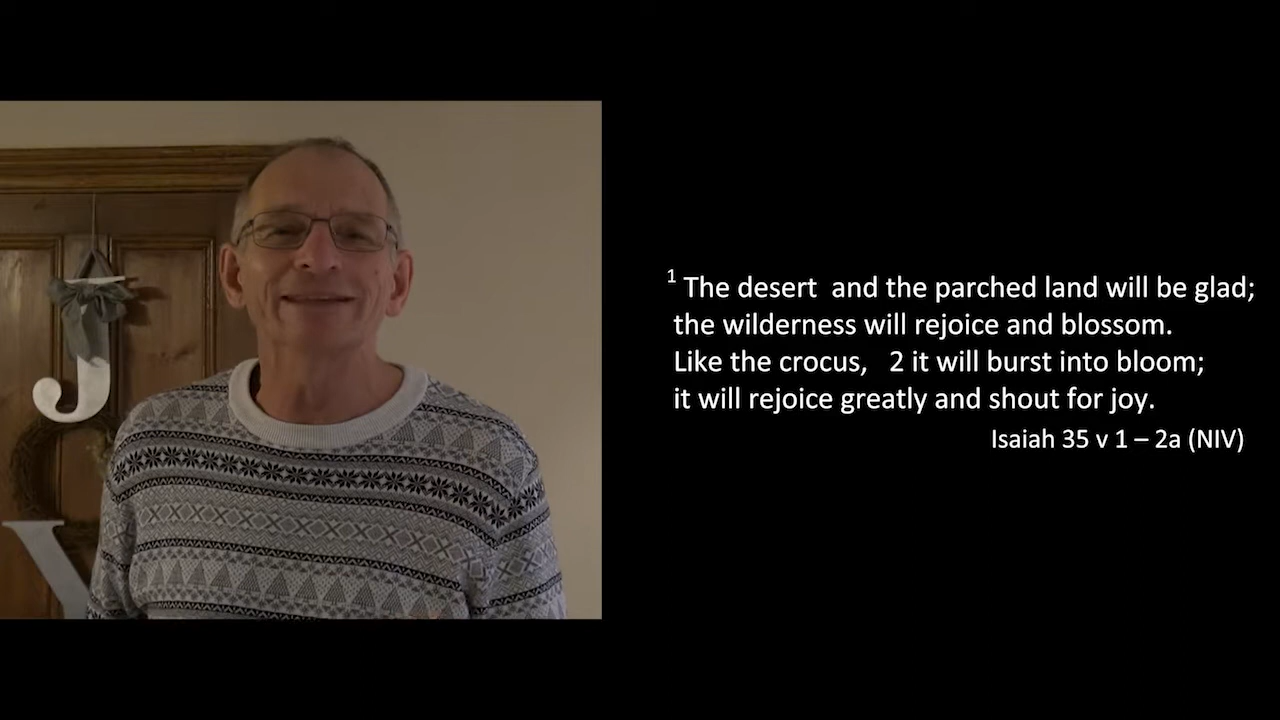 J
Y
1 The desert and the parched land will be glad;
the wilderness will rejoice and blossom.
Like the crocus, 2 it will burst into bloom;
it will rejoice greatly and shout for joy.
Isaiah 35 v 1 – 2a (NIV)